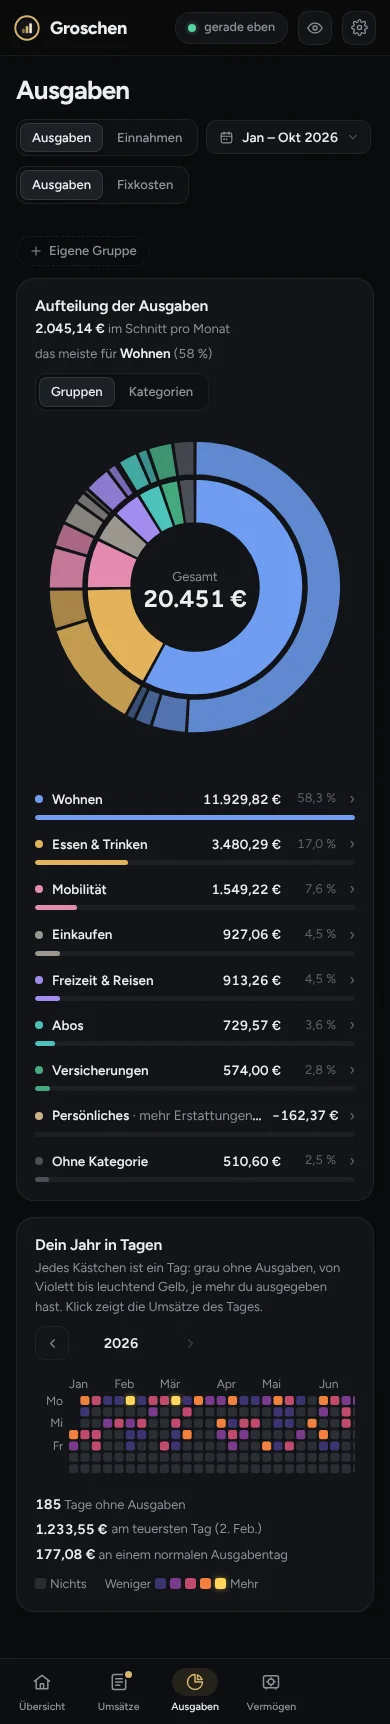 Groschen
gerade eben
Ausgaben
Ausgaben Einnahmen Jan – Okt 2026
Ausgaben Fixkosten
+ Eigene Gruppe
Aufteilung der Ausgaben
2.045,14 € im Schnitt pro Monat
das meiste für Wohnen (58 %)
Gruppen Kategorien
Gesamt
20.451 €
Wohnen 11.929,82 € 58,3 % ›
Essen & Trinken 3.480,29 € 17,0 % ›
Mobilität 1.549,22 € 7,6 % ›
Einkaufen 927,06 € 4,5 % ›
Freizeit & Reisen 913,26 € 4,5 % ›
Abos 729,57 € 3,6 % ›
Versicherungen 574,00 € 2,8 % ›
Persönliches · mehr Erstattungen… −162,37 € ›
Ohne Kategorie 510,60 € 2,5 % ›
Dein Jahr in Tagen
Jedes Kästchen ist ein Tag: grau ohne Ausgaben, von
Violett bis leuchtend Gelb, je mehr du ausgegeben
hast. Klick zeigt die Umsätze des Tages.
2026
Jan Feb Mär Apr Mai Jun
Mo
Mi
Fr
185 Tage ohne Ausgaben
1.233,55 € am teuersten Tag (2. Feb.)
177,08 € an einem normalen Ausgabentag
Nichts Weniger Mehr
Übersicht Umsätze Ausgaben Vermögen